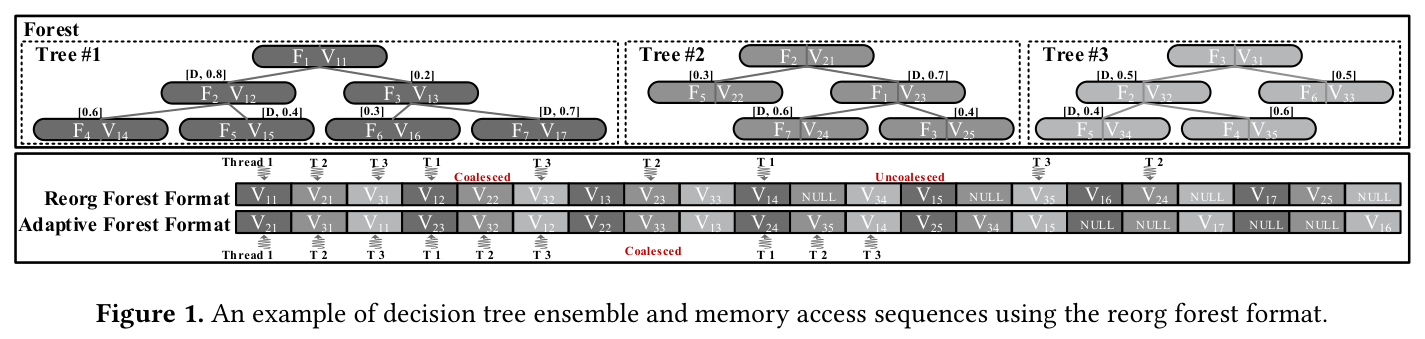 Forest
Tree #1
Tree #2
Tree #3
F1 V11
F2 V21
F3 V31
[D, 0.8]
[0.2]
[0.3]
[D, 0.7]
[D, 0.5]
[0.5]
F2 V12
F3 V13
F5 V22
F1 V23
F2 V32
F6 V33
[0.6]
[D, 0.4]
[0.3]
[D, 0.7]
[D, 0.6]
[0.4]
[D, 0.4]
[0.6]
F4 V14
F5 V15
F6 V16
F7 V17
F7 V24
F3 V25
F5 V34
F4 V35
Thread 1 T 2 T 3 T 1 T 3 T 2 T 1 T 3 T 2
Coalesced Uncoalesced
Reorg Forest Format V11 V21 V31 V12 V22 V32 V13 V23 V33 V14 NULL V34 V15 NULL V35 V16 V24 NULL V17 V25 NULL
Adaptive Forest Format V21 V31 V11 V23 V32 V12 V22 V33 V13 V24 V35 V14 V25 V34 V15 NULL NULL V17 NULL NULL V16
Thread 1 T 2 T 3 T 1 T 2 T 3 Coalesced T 1 T 2 T 3
Figure 1. An example of decision tree ensemble and memory access sequences using the reorg forest format.